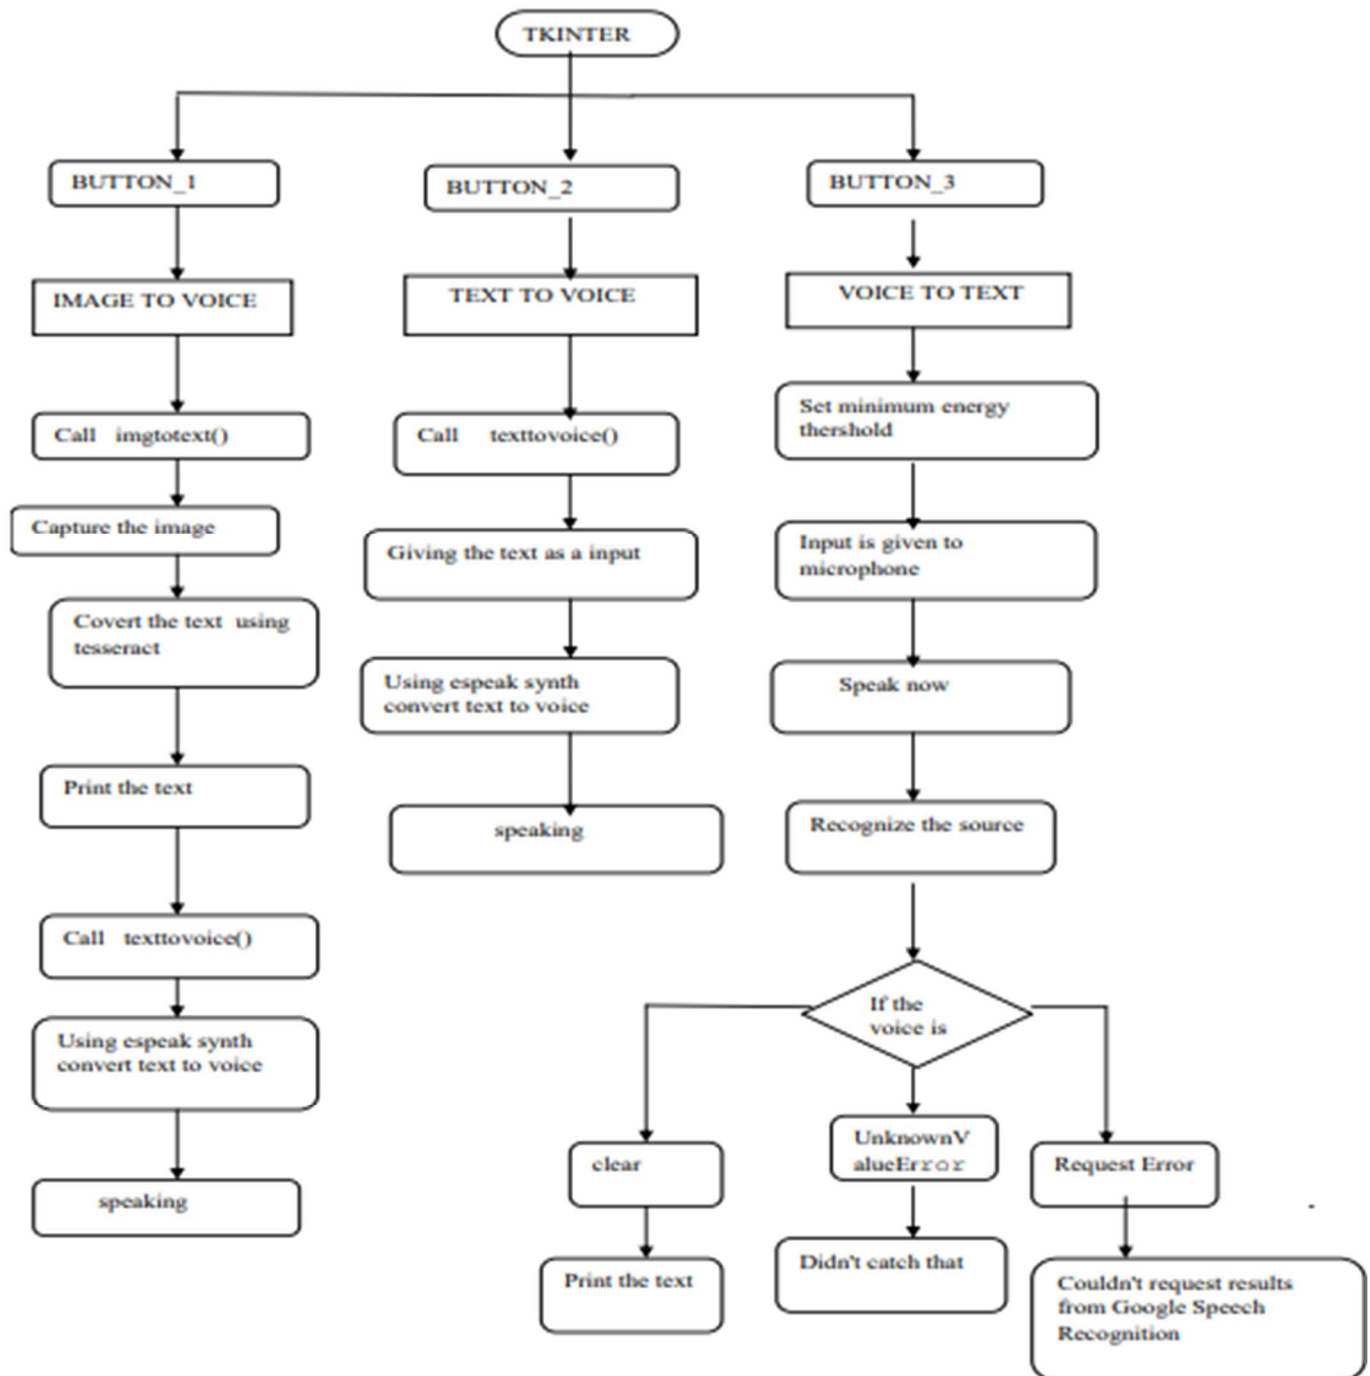 TKINTER
BUTTON_1
IMAGE TO VOICE
Call imgtotext()
Capture the image
Covert the text using
tesseract
Print the text
Call texttovoice()
Using espeak synth
convert text to voice
speaking
BUTTON_2
TEXT TO VOICE
Call texttovoice()
Giving the text as a input
Using espeak synth
convert text to voice
speaking
BUTTON_3
VOICE TO TEXT
Set minimum energy
thershold
Input is given to
microphone
Speak now
Recognize the source
If the
voice is
clear
Print the text
UnknownV
alueError
Didn't catch that
Request Error
Couldn't request results
from Google Speech
Recognition